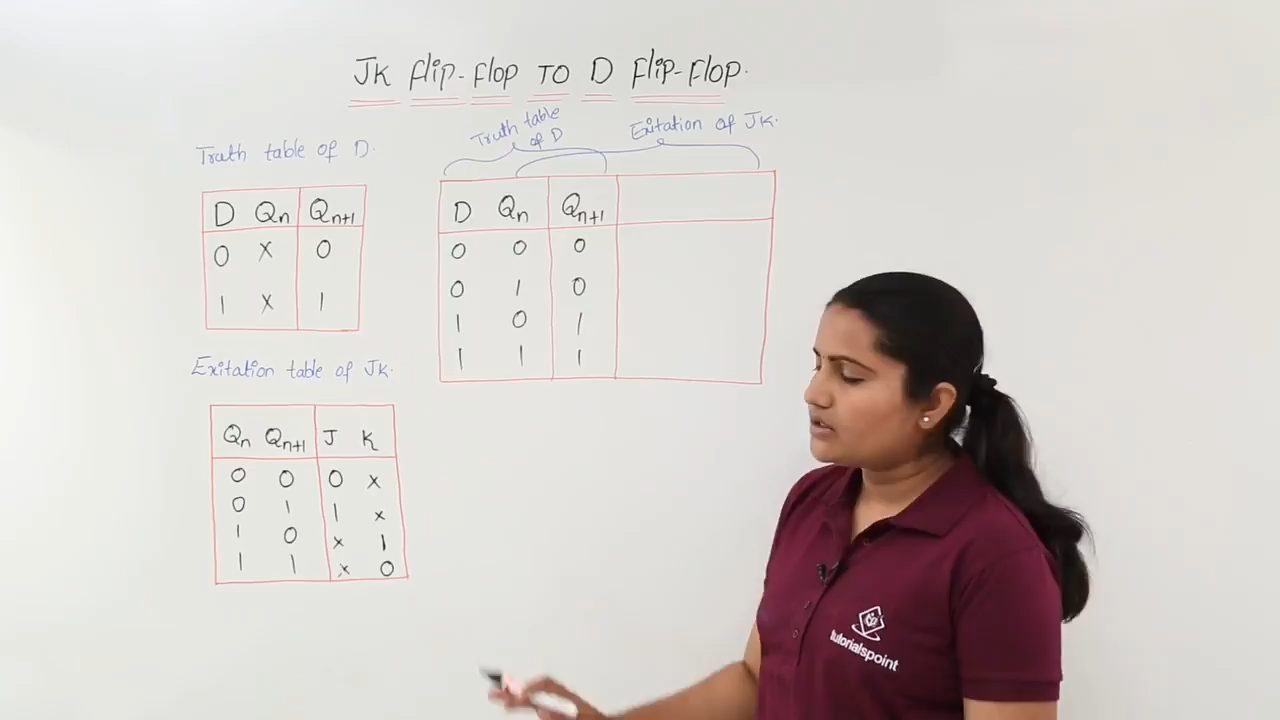 JK Flip-Flop TO D Flip-Flop.
Truth table of D.
D Qn Qn+1
0 x 0
1 x 1
Exitation table of JK.
Qn Qn+1 J K
0 0 0 x
0 1 1 x
1 0 x 1
1 1 x 0
Truth table
of D
Exitation of JK.
D Qn Qn+1
0 0 0
0 1 0
1 0 1
1 1 1
tutorialspoint